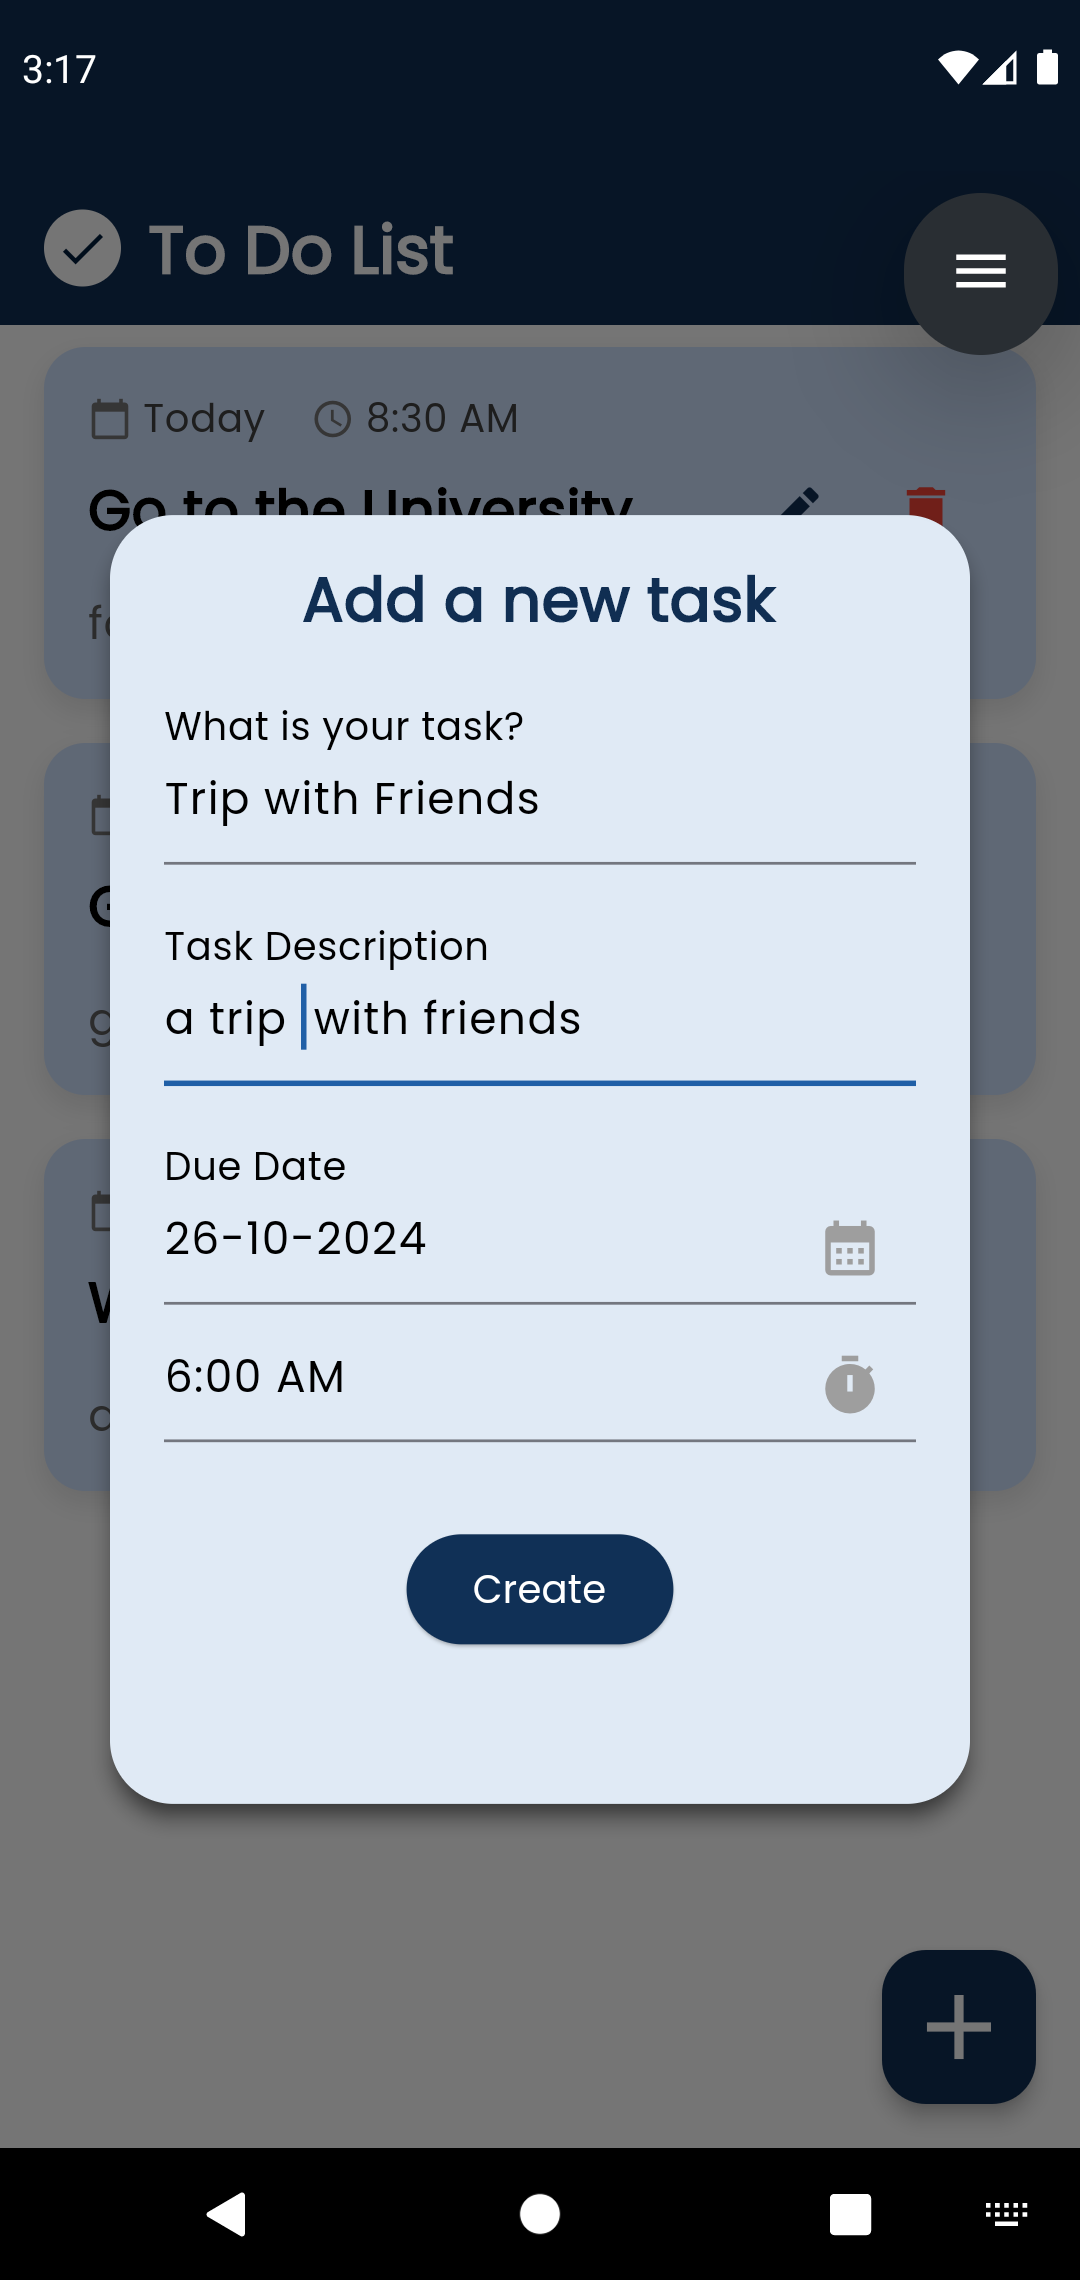 3:17
To Do List
Today 8:30 AM
Go to the University
Add a new task
What is your task?
Trip with Friends
Task Description
a trip with friends
Due Date
26-10-2024
6:00 AM
Create